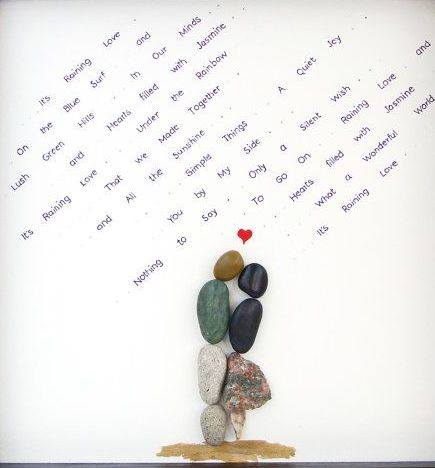 It's Raining Love and
On the Blue Surf In Our Minds
Hearts filled with Jasmine
Lush Green Hills
and Under the Rainbow
It's Raining Love That we Made Together
and All the Sunshine
Simple Things A Quiet Joy
You by My Side
Only a Silent Wish
Nothing to Say To Go On Raining Love and
Hearts filled with Jasmine
What a Wonderful World
It's Raining Love